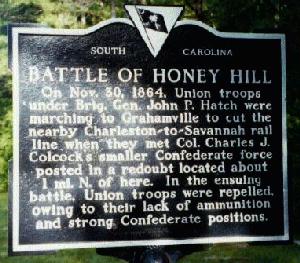 SOUTH CAROLINA
BATTLE OF HONEY HILL
On Nov. 30, 1864, Union troops
under Brig. Gen. John P. Hatch were
marching to Grahamville to cut the
nearby Charleston-to-Savannah rail
line when they met Col. Charles J.
Colcock's smaller Confederate force
posted in a redoubt located about
1 mi. N. of here. In the ensuing
battle, Union troops were repelled,
owing to their lack of ammunition
and strong Confederate positions.